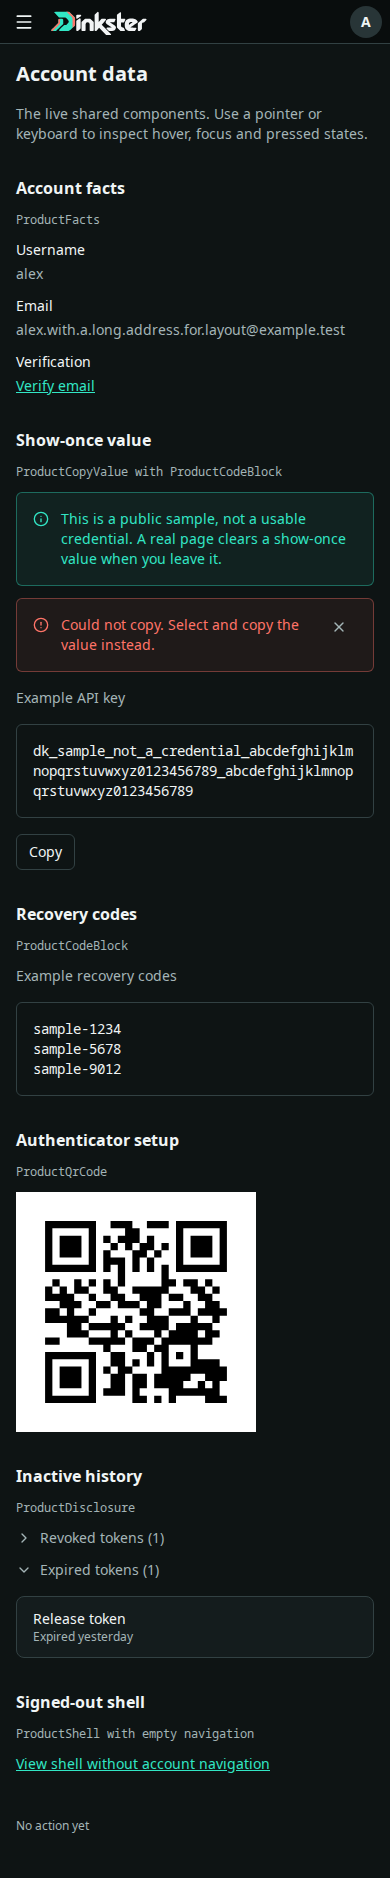 Dinkster
A
Account data
The live shared components. Use a pointer or
keyboard to inspect hover, focus and pressed states.
Account facts
ProductFacts
Username
alex
Email
alex.with.a.long.address.for.layout@example.test
Verification
Verify email
Show-once value
ProductCopyValue with ProductCodeBlock
This is a public sample, not a usable
credential. A real page clears a show-once
value when you leave it.
Could not copy. Select and copy the
value instead.
Example API key
dk_sample_not_a_credential_abcdefghijklm
nopqrstuvwxyz0123456789_abcdefghijklmnop
qrstuvwxyz0123456789
Copy
Recovery codes
ProductCodeBlock
Example recovery codes
sample-1234
sample-5678
sample-9012
Authenticator setup
ProductQrCode
Inactive history
ProductDisclosure
Revoked tokens (1)
Expired tokens (1)
Release token
Expired yesterday
Signed-out shell
ProductShell with empty navigation
View shell without account navigation
No action yet